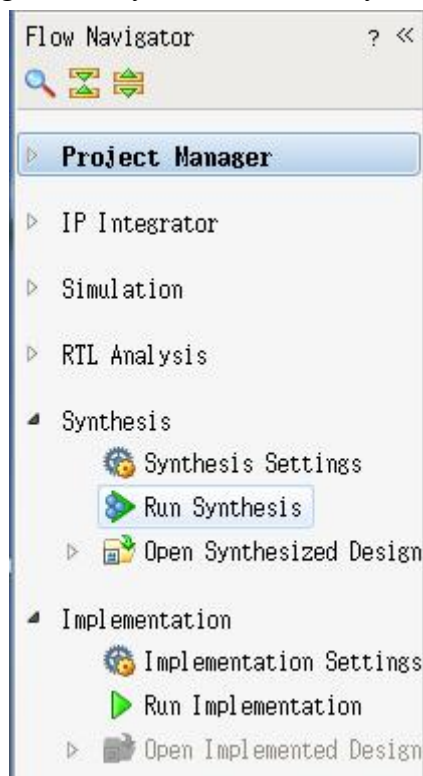 Flow Navigator ? «
Project Manager
IP Integrator
Simulation
RTL Analysis
Synthesis
Synthesis Settings
Run Synthesis
Open Synthesized Design
Implementation
Implementation Settings
Run Implementation
Open Implemented Design